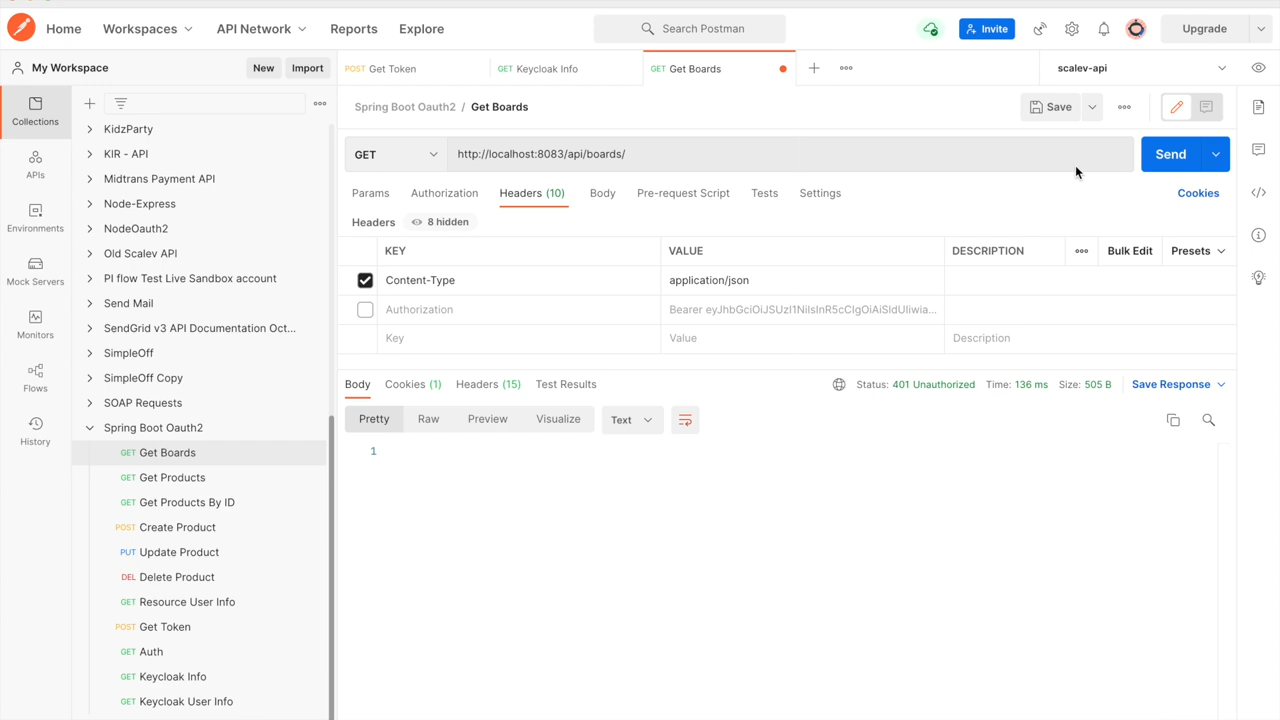 Home
Workspaces
API Network
Reports
Explore
Search Postman
Invite
Upgrade
My Workspace
New
Import
POST Get Token
GET Keycloak Info
GET Get Boards
scalev-api
Collections
APIs
Environments
Mock Servers
Monitors
Flows
History
KidzParty
KIR - API
Midtrans Payment API
Node-Express
NodeOauth2
Old Scalev API
PI flow Test Live Sandbox account
Send Mail
SendGrid v3 API Documentation Oct...
SimpleOff
SimpleOff Copy
SOAP Requests
Spring Boot Oauth2
GET Get Boards
GET Get Products
GET Get Products By ID
POST Create Product
PUT Update Product
DEL Delete Product
GET Resource User Info
POST Get Token
GET Auth
GET Keycloak Info
GET Keycloak User Info
Spring Boot Oauth2 / Get Boards
Save
GET
http://localhost:8083/api/boards/
Send
Params
Authorization
Headers (10)
Body
Pre-request Script
Tests
Settings
Cookies
Headers
8 hidden
KEY
VALUE
DESCRIPTION
Bulk Edit
Presets
Content-Type
application/json
Authorization
Bearer
Key
Value
Description
Body
Cookies (1)
Headers (15)
Test Results
Status: 401 Unauthorized
Time: 136 ms
Size: 505 B
Save Response
Pretty
Raw
Preview
Visualize
Text
1